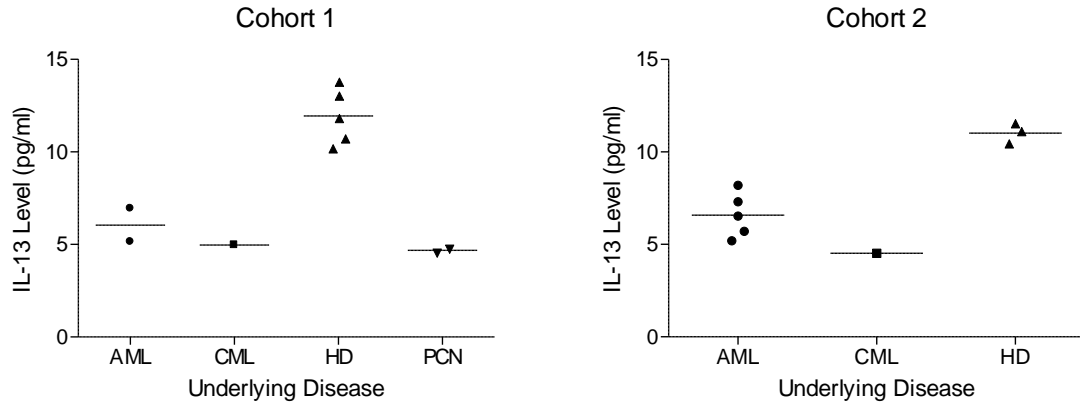 Cohort 1
IL-13 Level (pg/ml)
15
10
5
0
AML CML HD PCN
Underlying Disease
Cohort 2
IL-13 Level (pg/ml)
15
10
5
0
AML CML HD
Underlying Disease